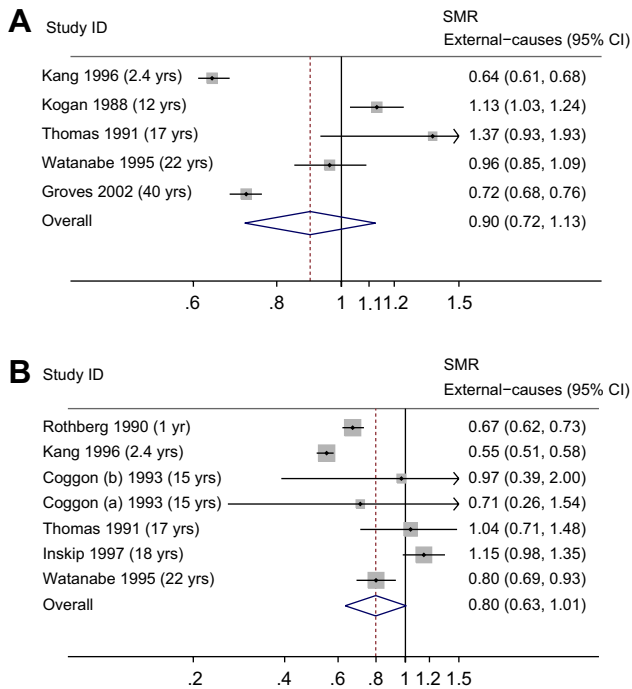 A Study ID SMR
External−causes (95% CI)
Kang 1996 (2.4 yrs) 0.64 (0.61, 0.68)
Kogan 1988 (12 yrs) 1.13 (1.03, 1.24)
Thomas 1991 (17 yrs) 1.37 (0.93, 1.93)
Watanabe 1995 (22 yrs) 0.96 (0.85, 1.09)
Groves 2002 (40 yrs) 0.72 (0.68, 0.76)
Overall 0.90 (0.72, 1.13)
.6 .8 1 1.1 1.2 1.5
B Study ID SMR
External−causes (95% CI)
Rothberg 1990 (1 yr) 0.67 (0.62, 0.73)
Kang 1996 (2.4 yrs) 0.55 (0.51, 0.58)
Coggon (b) 1993 (15 yrs) 0.97 (0.39, 2.00)
Coggon (a) 1993 (15 yrs) 0.71 (0.26, 1.54)
Thomas 1991 (17 yrs) 1.04 (0.71, 1.48)
Inskip 1997 (18 yrs) 1.15 (0.98, 1.35)
Watanabe 1995 (22 yrs) 0.80 (0.69, 0.93)
Overall 0.80 (0.63, 1.01)
.2 .4 .6 .8 1 1.2 1.5